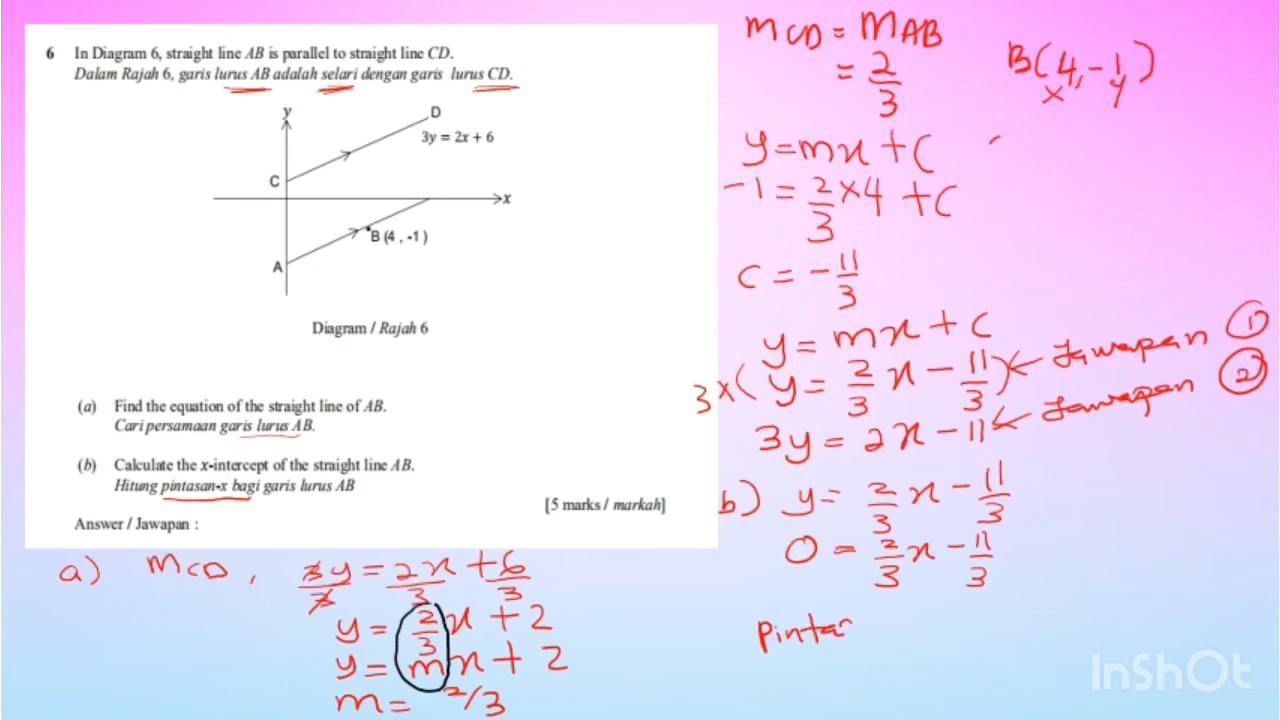 6 In Diagram 6, straight line AB is parallel to straight line CD.
Dalam Rajah 6, garis lurus AB adalah selari dengan garis lurus CD.
y
D
3y = 2x + 6
C
x
B (4 , -1 )
A
Diagram / Rajah 6
(a) Find the equation of the straight line of AB.
Cari persamaan garis lurus AB.
(b) Calculate the x-intercept of the straight line AB.
Hitung pintasan-x bagi garis lurus AB
[5 marks / markah]
Answer / Jawapan :
a) mCD, 3y/3 = 2x/3 + 6/3
y = 2/3 x + 2
y = mx + 2
m = 2/3
mCD = mAB
= 2/3
B(4, -1)
x y
y = mx + c
-1 = 2/3 × 4 + c
c = -11/3
y = mx + c
3 × ( y = 2/3 x - 11/3 ) ← Jawapan 1
3y = 2x - 11 ← Jawapan 2
b) y = 2/3 x - 11/3
0 = 2/3 x - 11/3
Pintas
InShOt